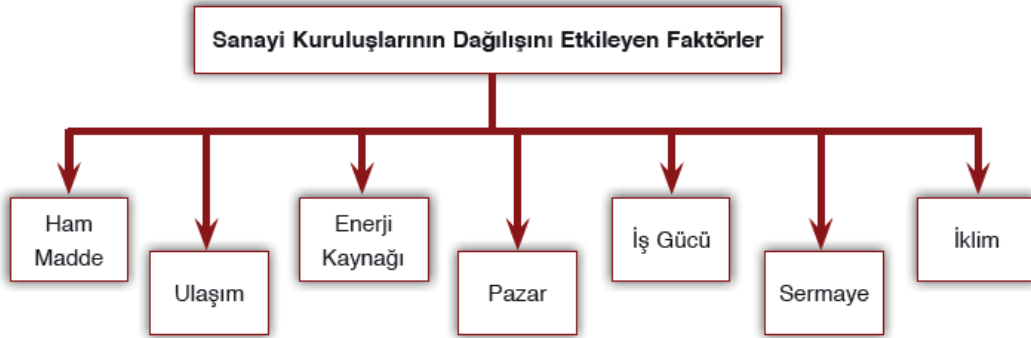 Sanayi Kuruluşlarının Dağılışını Etkileyen Faktörler
Ham
Madde
Ulaşım
Enerji
Kaynağı
Pazar
İş Gücü
Sermaye
İklim